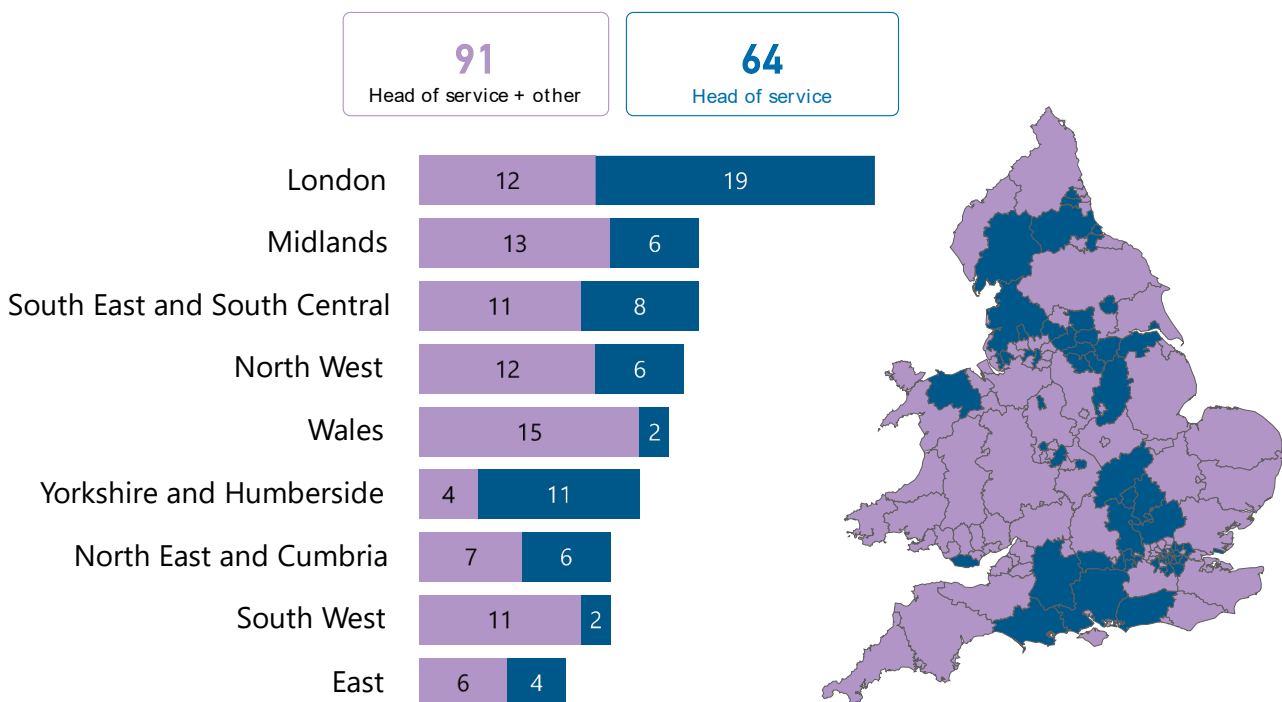 91
Head of service + other
64
Head of service
London 12 19
Midlands 13 6
South East and South Central 11 8
North West 12 6
Wales 15 2
Yorkshire and Humberside 4 11
North East and Cumbria 7 6
South West 11 2
East 6 4